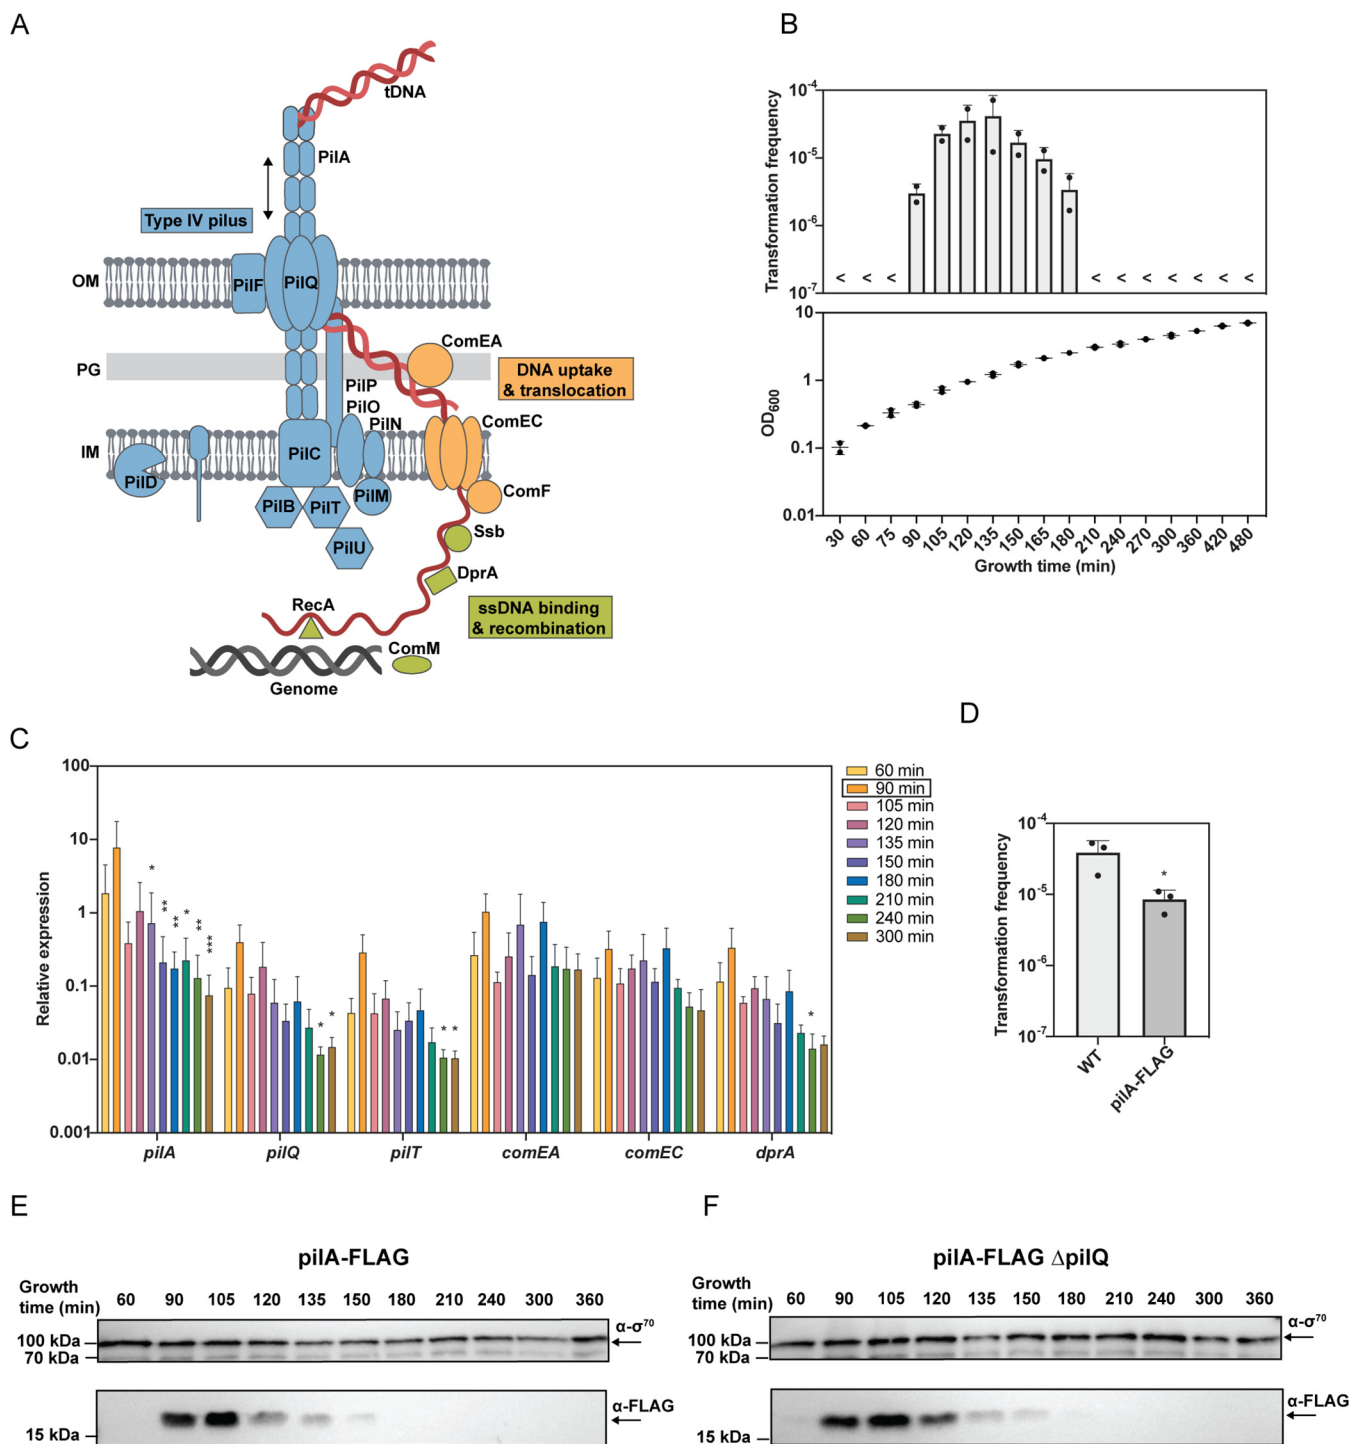 A
tDNA
PilA
Type IV pilus
OM
PilF
PilQ
ComEA
PG
DNA uptake
& translocation
PilP
PilO
PilN
ComEC
IM
PilD
PilC
PilB
PilT
PilM
ComF
PilU
Ssb
DprA
RecA
ssDNA binding
& recombination
ComM
Genome
B
Transformation frequency
10-4
10-5
10-6
10-7
< < < < < < < < < <
OD600
10
1
0.1
0.01
30 60 75 90 105 120 135 150 165 180 210 240 270 300 360 420 480
Growth time (min)
C
Relative expression
100
10
1
0.1
0.01
0.001
* ** ** * ** ***
* *
* *
*
pilA pilQ pilT comEA comEC dprA
60 min
90 min
105 min
120 min
135 min
150 min
180 min
210 min
240 min
300 min
D
Transformation frequency
10-4
10-5
10-6
10-7
*
WT
pilA-FLAG
E
pilA-FLAG
Growth
time (min) 60 90 105 120 135 150 180 210 240 300 360
α-σ70
100 kDa
70 kDa
α-FLAG
15 kDa
F
pilA-FLAG ΔpilQ
Growth
time (min) 60 90 105 120 135 150 180 210 240 300 360
α-σ70
100 kDa
70 kDa
α-FLAG
15 kDa